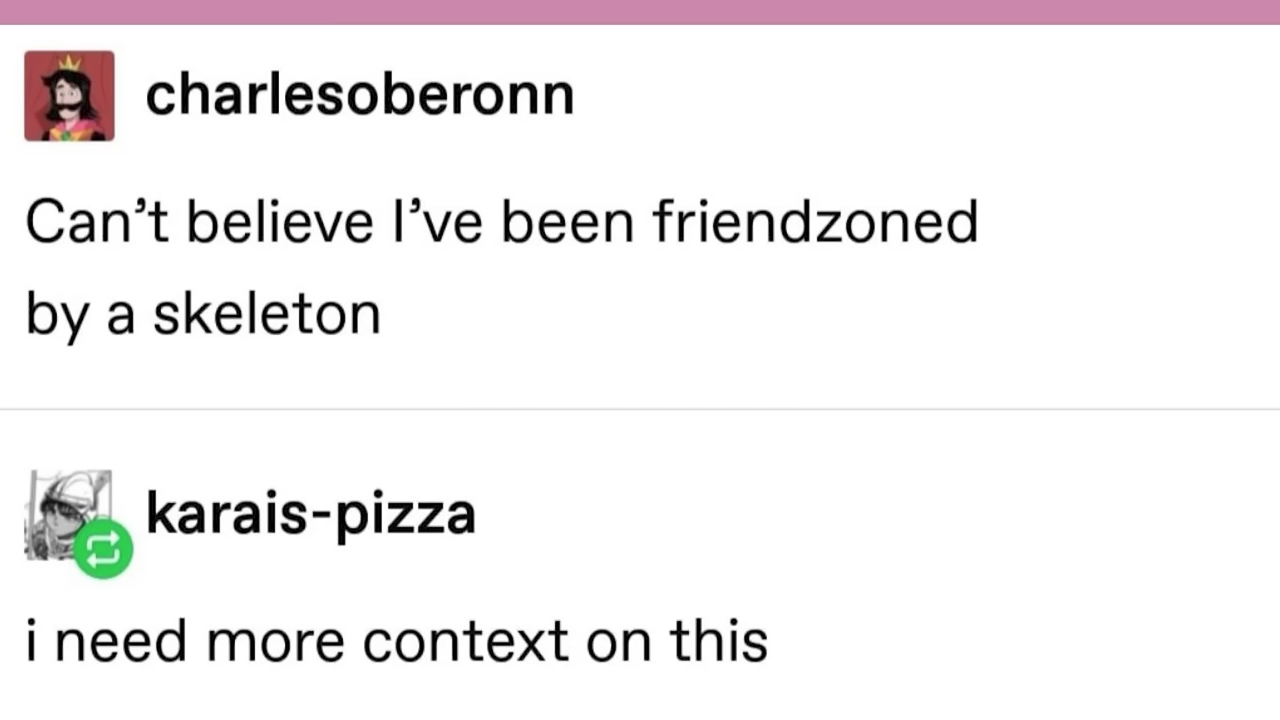 charlesoberonn
Can’t believe I’ve been friendzoned
by a skeleton
karais-pizza
i need more context on this